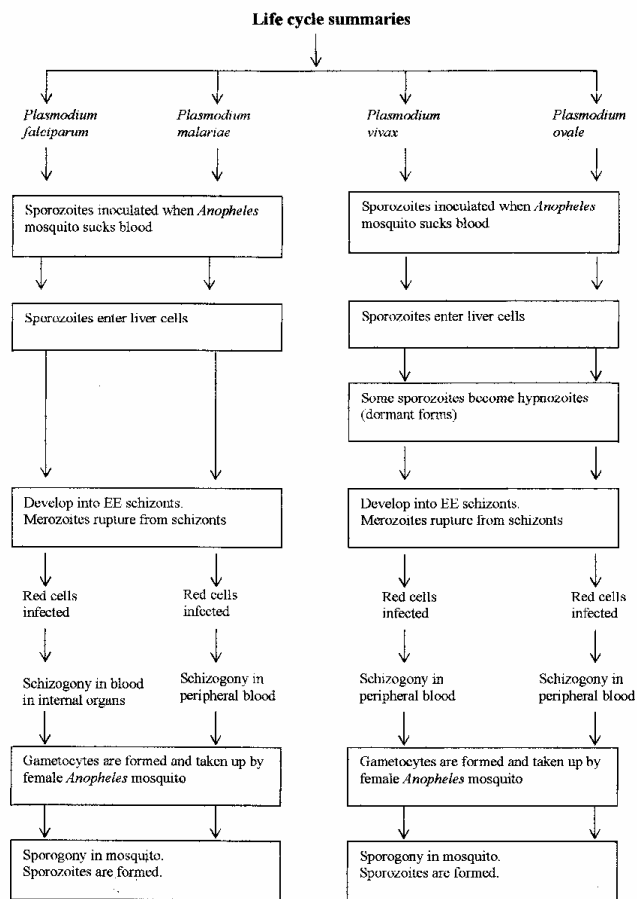 Life cycle summaries
Plasmodium
falciparum
Plasmodium
malariae
Plasmodium
vivax
Plasmodium
ovale
Sporozoites inoculated when Anopheles
mosquito sucks blood
Sporozoites inoculated when Anopheles
mosquito sucks blood
Sporozoites enter liver cells
Sporozoites enter liver cells
Some sporozoites become hypnozoites
(dormant forms)
Develop into EE schizonts.
Merozoites rupture from schizonts
Develop into EE schizonts.
Merozoites rupture from schizonts
Red cells
infected
Red cells
infected
Red cells
infected
Red cells
infected
Schizogony in blood
in internal organs
Schizogony in
peripheral blood
Schizogony in
peripheral blood
Schizogony in
peripheral blood
Gametocytes are formed and taken up by
female Anopheles mosquito
Gametocytes are formed and taken up by
female Anopheles mosquito
Sporogony in mosquito.
Sporozoites are formed.
Sporogony in mosquito.
Sporozoites are formed.